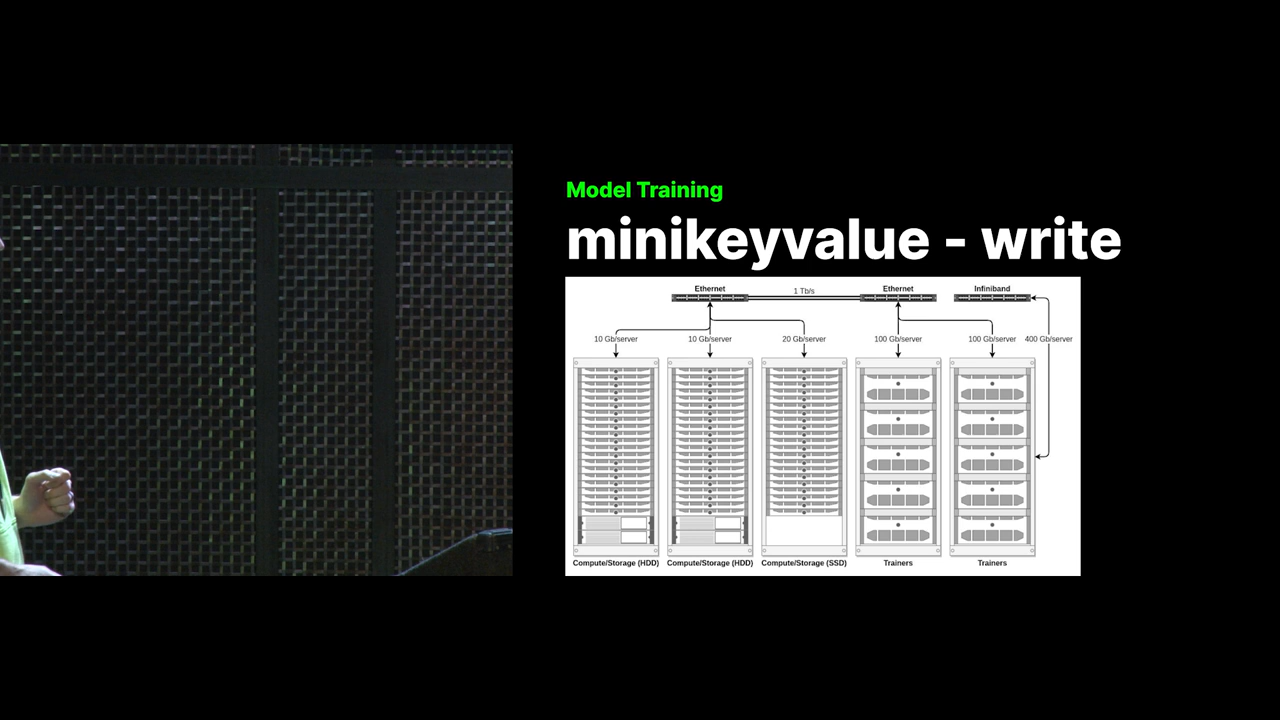 Model Training
minikeyvalue - write
Ethernet
1 Tb/s
Ethernet
Infiniband
10 Gb/server
10 Gb/server
20 Gb/server
100 Gb/server
100 Gb/server
400 Gb/server
Compute/Storage (HDD)
Compute/Storage (HDD)
Compute/Storage (SSD)
Trainers
Trainers